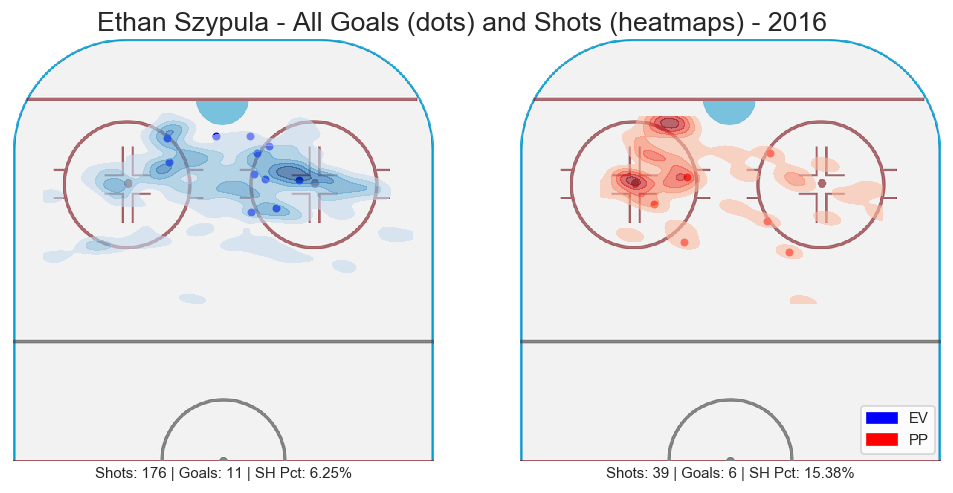 Ethan Szypula - All Goals (dots) and Shots (heatmaps) - 2016
EV
PP
Shots: 176 | Goals: 11 | SH Pct: 6.25%
Shots: 39 | Goals: 6 | SH Pct: 15.38%